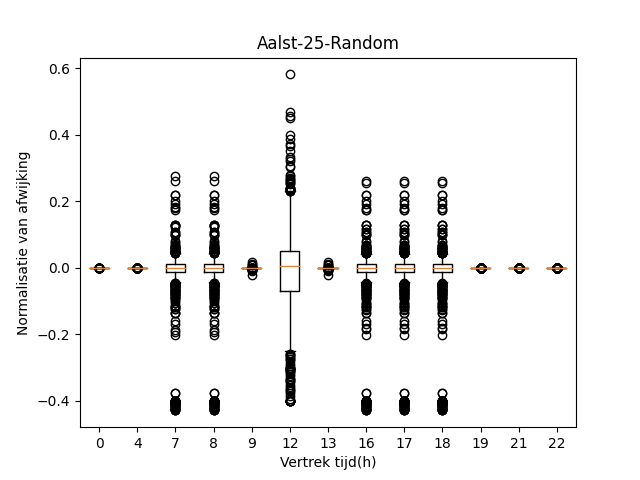 Aalst-25-Random
0.6
0.4
0.2
0.0
−0.2
−0.4
Normalisatie van afwijking
0 4 7 8 9 12 13 16 17 18 19 21 22
Vertrek tijd(h)